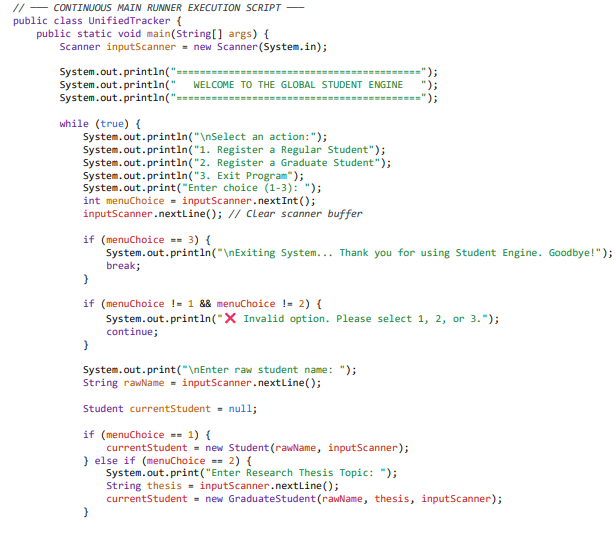 // —— CONTINUOUS MAIN RUNNER EXECUTION SCRIPT ——
public class UnifiedTracker {
    public static void main(String[] args) {
        Scanner inputScanner = new Scanner(System.in);

        System.out.println("==========================================");
        System.out.println("   WELCOME TO THE GLOBAL STUDENT ENGINE   ");
        System.out.println("==========================================");

        while (true) {
            System.out.println("\nSelect an action:");
            System.out.println("1. Register a Regular Student");
            System.out.println("2. Register a Graduate Student");
            System.out.println("3. Exit Program");
            System.out.print("Enter choice (1-3): ");
            int menuChoice = inputScanner.nextInt();
            inputScanner.nextLine(); // Clear scanner buffer

            if (menuChoice == 3) {
                System.out.println("\nExiting System... Thank you for using Student Engine. Goodbye!");
                break;
            }

            if (menuChoice != 1 && menuChoice != 2) {
                System.out.println("❌ Invalid option. Please select 1, 2, or 3.");
                continue;
            }

            System.out.print("\nEnter raw student name: ");
            String rawName = inputScanner.nextLine();

            Student currentStudent = null;

            if (menuChoice == 1) {
                currentStudent = new Student(rawName, inputScanner);
            } else if (menuChoice == 2) {
                System.out.print("Enter Research Thesis Topic: ");
                String thesis = inputScanner.nextLine();
                currentStudent = new GraduateStudent(rawName, thesis, inputScanner);
            }